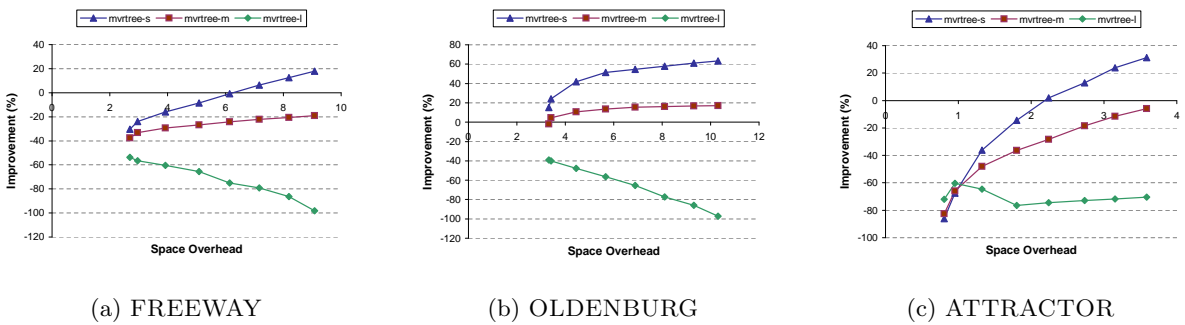 mvrtree-s mvrtree-m mvrtree-l
40
20
0
-20
-40
-60
-80
-100
-120
0 2 4 6 8 10
Improvement (%)
Space Overhead
(a) FREEWAY
mvrtree-s mvrtree-m mvrtree-l
80
60
40
20
0
-20
-40
-60
-80
-100
-120
0 2 4 6 8 10 12
Improvement (%)
Space Overhead
(b) OLDENBURG
mvrtree-s mvrtree-m mvrtree-l
40
20
0
-20
-40
-60
-80
-100
0 1 2 3 4
Improvement (%)
Space Overhead
(c) ATTRACTOR